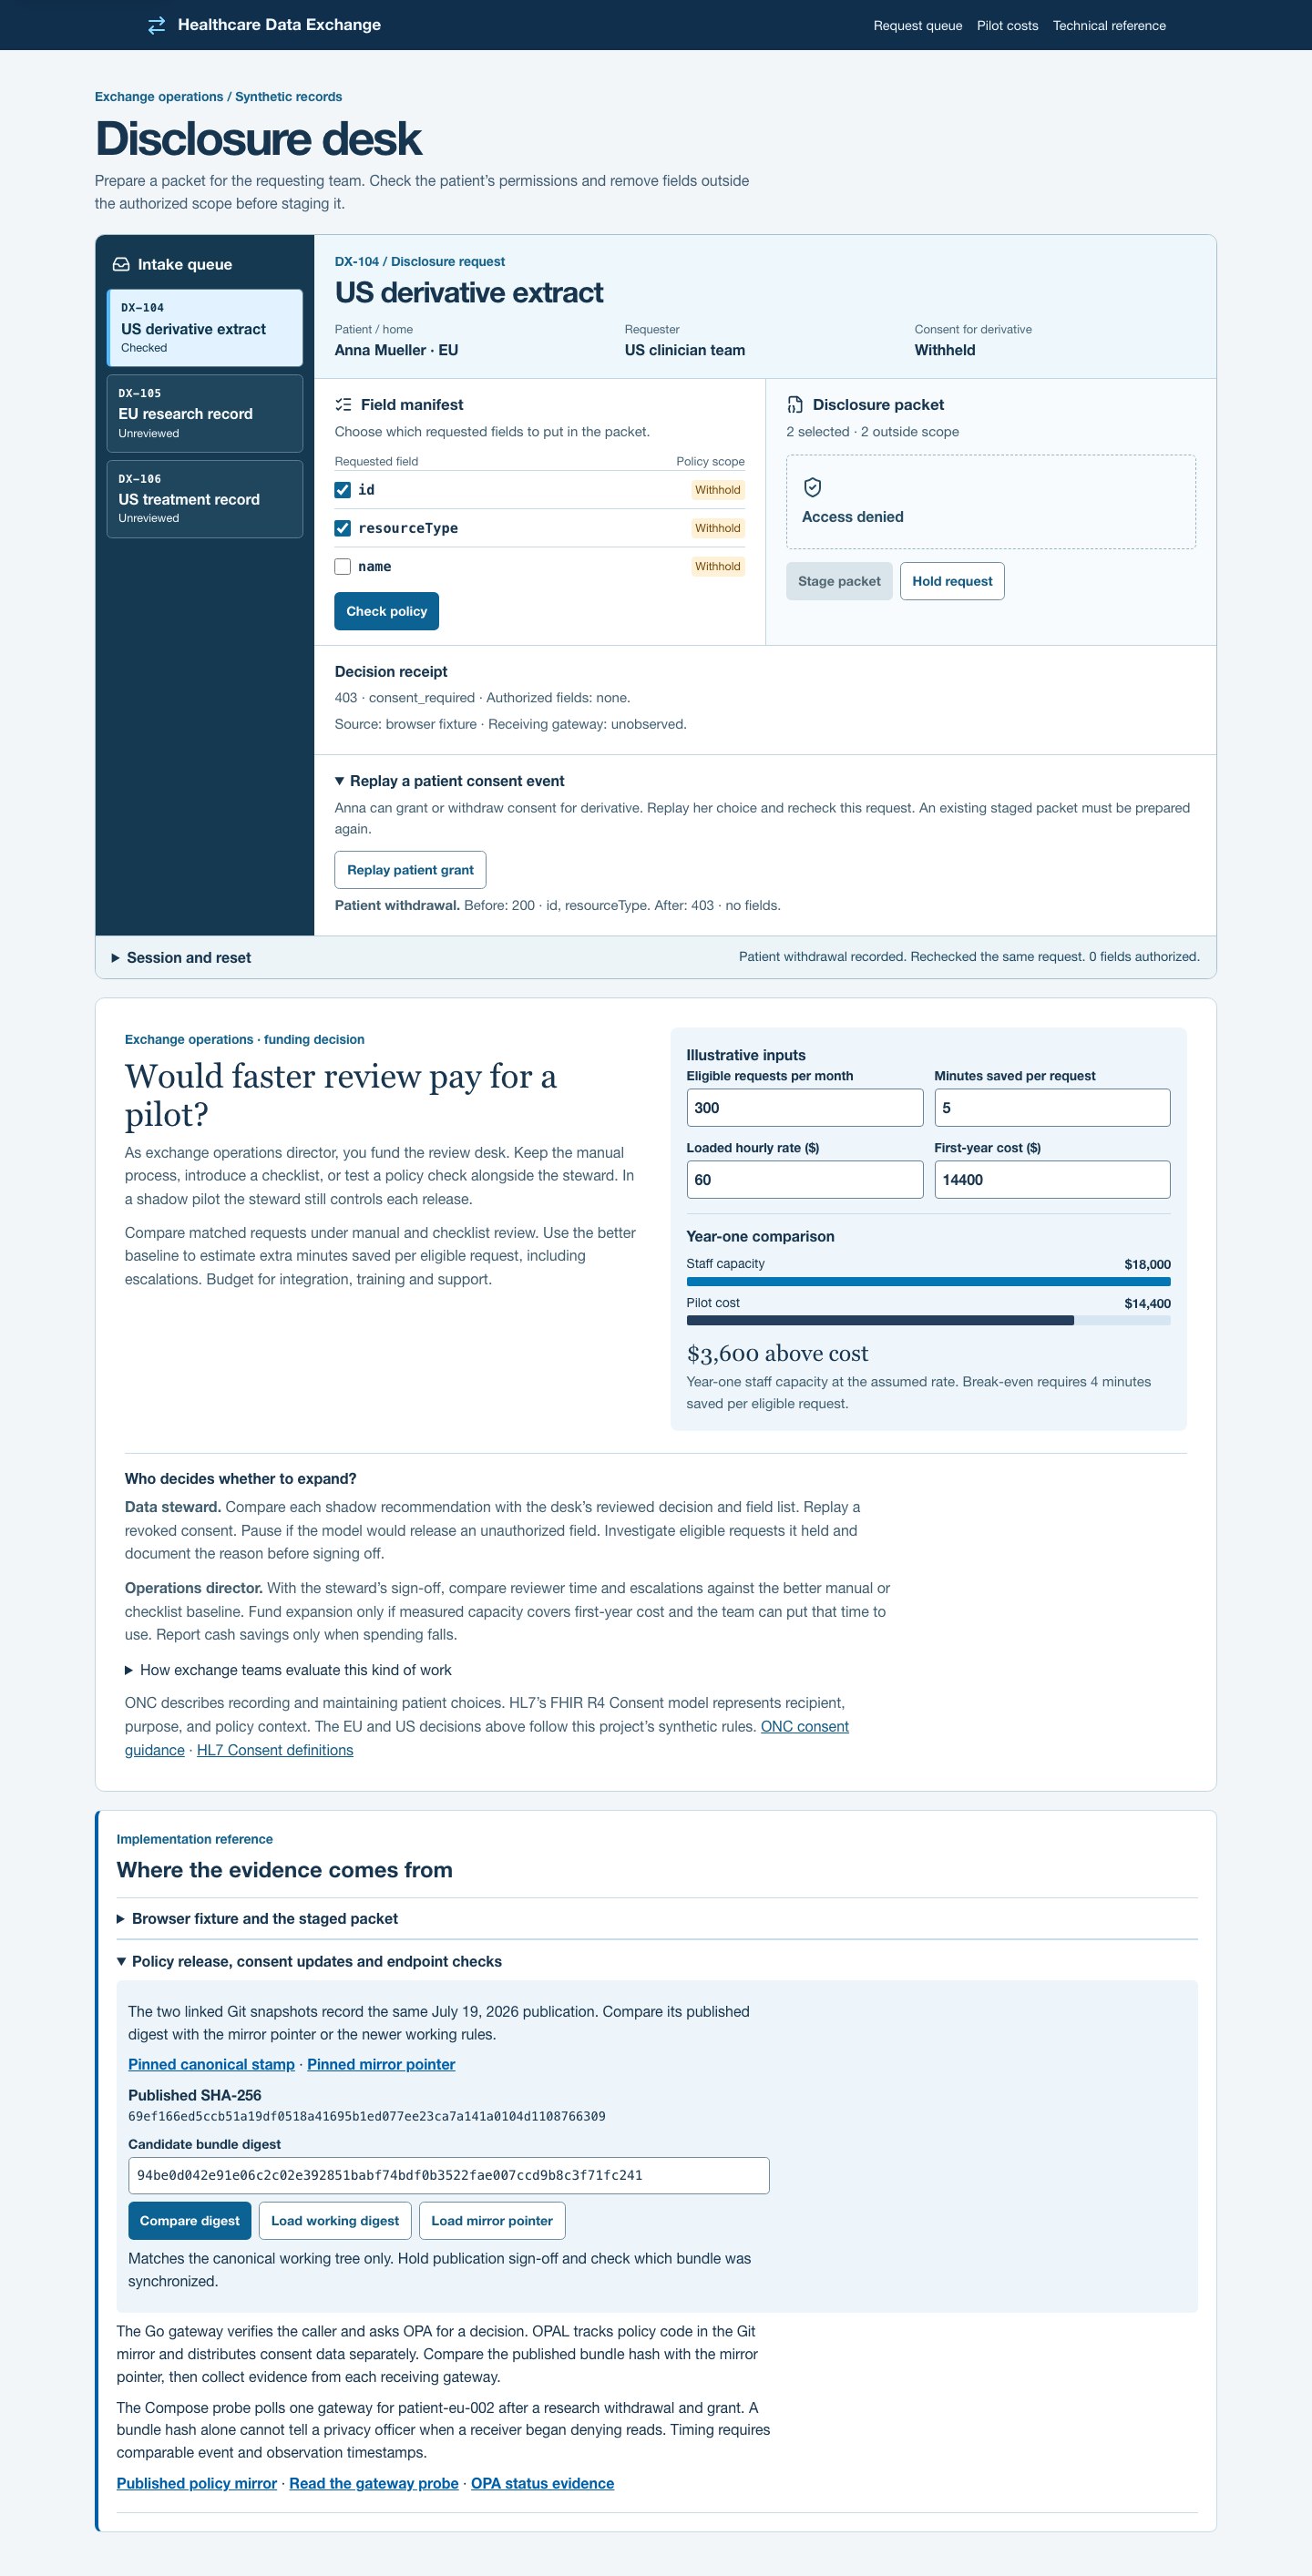 Healthcare Data Exchange
Request queue Pilot costs Technical reference
Exchange operations / Synthetic records
Disclosure desk
Prepare a packet for the requesting team. Check the patient's permissions and remove fields outside
the authorized scope before staging it.
Intake queue
DX-104
US derivative extract
Checked
DX-105
EU research record
Unreviewed
DX-106
US treatment record
Unreviewed
DX-104 / Disclosure request
US derivative extract
Patient / home
Anna Mueller · EU
Requester
US clinician team
Consent for derivative
Withheld
Field manifest
Choose which requested fields to put in the packet.
Requested field Policy scope
id Withhold
resourceType Withhold
name Withhold
Check policy
Disclosure packet
2 selected · 2 outside scope
Access denied
Stage packet Hold request
Decision receipt
403 · consent_required · Authorized fields: none.
Source: browser fixture · Receiving gateway: unobserved.
Replay a patient consent event
Anna can grant or withdraw consent for derivative. Replay her choice and recheck this request. An existing staged packet must be prepared
again.
Replay patient grant
Patient withdrawal. Before: 200 · id, resourceType. After: 403 · no fields.
Session and reset Patient withdrawal recorded. Rechecked the same request. 0 fields authorized.
Exchange operations · funding decision
Would faster review pay for a
pilot?
As exchange operations director, you fund the review desk. Keep the manual
process, introduce a checklist, or test a policy check alongside the steward. In
a shadow pilot the steward still controls each release.
Compare matched requests under manual and checklist review. Use the better
baseline to estimate extra minutes saved per eligible request, including
escalations. Budget for integration, training and support.
Illustrative inputs
Eligible requests per month
300
Minutes saved per request
5
Loaded hourly rate ($)
60
First-year cost ($)
14400
Year-one comparison
Staff capacity $18,000
Pilot cost $14,400
$3,600 above cost
Year-one staff capacity at the assumed rate. Break-even requires 4 minutes
saved per eligible request.
Who decides whether to expand?
Data steward. Compare each shadow recommendation with the desk's reviewed decision and field list. Replay a
revoked consent. Pause if the model would release an unauthorized field. Investigate eligible requests it held and
document the reason before signing off.
Operations director. With the steward's sign-off, compare reviewer time and escalations against the better manual or
checklist baseline. Fund expansion only if measured capacity covers first-year cost and the team can put that time to
use. Report cash savings only when spending falls.
How exchange teams evaluate this kind of work
ONC describes recording and maintaining patient choices. HL7's FHIR R4 Consent model represents recipient,
purpose, and policy context. The EU and US decisions above follow this project's synthetic rules. ONC consent
guidance · HL7 Consent definitions
Implementation reference
Where the evidence comes from
Browser fixture and the staged packet
Policy release, consent updates and endpoint checks
The two linked Git snapshots record the same July 19, 2026 publication. Compare its published
digest with the mirror pointer or the newer working rules.
Pinned canonical stamp · Pinned mirror pointer
Published SHA-256
69ef166ed5ccb51a19df0518a41695b1ed077ee23ca7a141a0104d1108766309
Candidate bundle digest
94be0d042e91e06c2c02e392851babf74bdf0b3522fae007ccd9b8c3f71fc241
Compare digest Load working digest Load mirror pointer
Matches the canonical working tree only. Hold publication sign-off and check which bundle was
synchronized.
The Go gateway verifies the caller and asks OPA for a decision. OPAL tracks policy code in the Git
mirror and distributes consent data separately. Compare the published bundle hash with the mirror
pointer, then collect evidence from each receiving gateway.
The Compose probe polls one gateway for patient-eu-002 after a research withdrawal and grant. A
bundle hash alone cannot tell a privacy officer when a receiver began denying reads. Timing requires
comparable event and observation timestamps.
Published policy mirror · Read the gateway probe · OPA status evidence